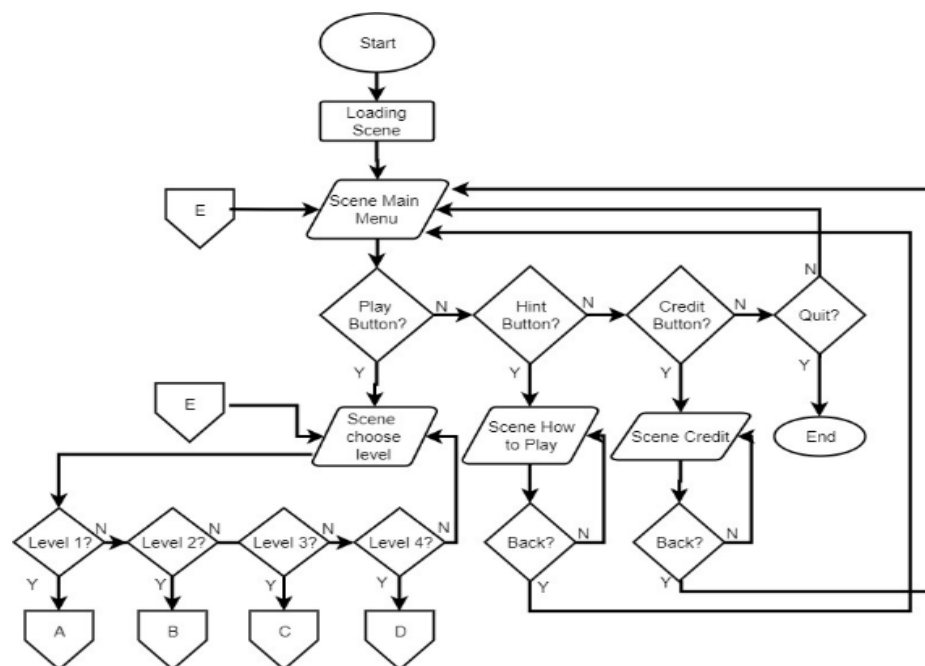 Start
Loading
Scene
Scene Main
Menu
E
N
Play
Button?
N
Hint
Button?
N
Credit
Button?
N
Quit?
Y
Y
Y
Y
E
Scene
choose
level
Scene How
to Play
Scene Credit
End
Level 1?
N
Level 2?
N
Level 3?
N
Level 4?
N
Back?
N
Back?
N
Y
Y
Y
Y
Y
Y
A
B
C
D